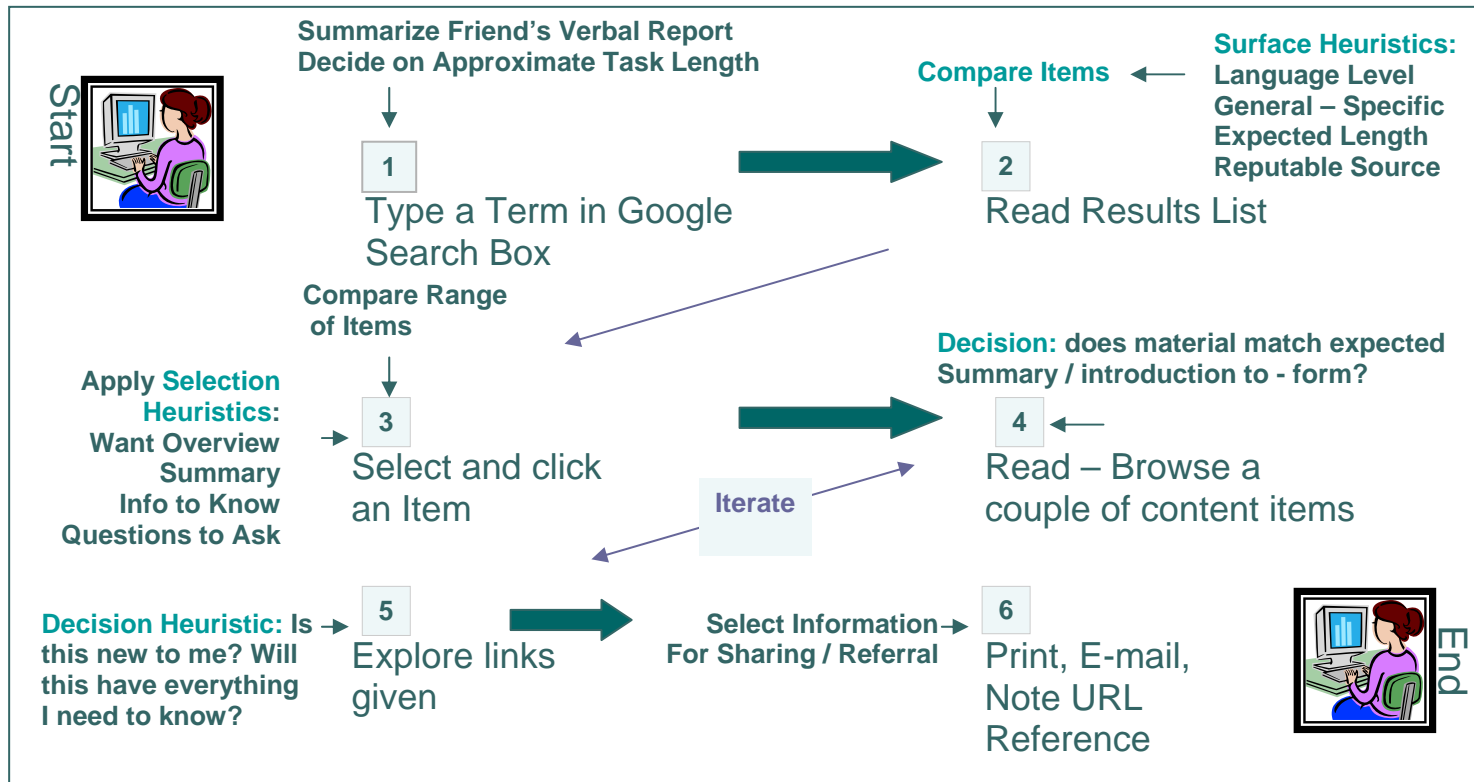 Start
Summarize Friend's Verbal Report
Decide on Approximate Task Length
1
Type a Term in Google
Search Box
Compare Items
Surface Heuristics:
Language Level
General – Specific
Expected Length
Reputable Source
2
Read Results List
Compare Range
of Items
Apply Selection
Heuristics:
Want Overview
Summary
Info to Know
Questions to Ask
3
Select and click
an Item
Decision: does material match expected
Summary / introduction to - form?
4
Read – Browse a
couple of content items
Iterate
Decision Heuristic: Is
this new to me? Will
this have everything
I need to know?
5
Explore links
given
Select Information
For Sharing / Referral
6
Print, E-mail,
Note URL
Reference
End